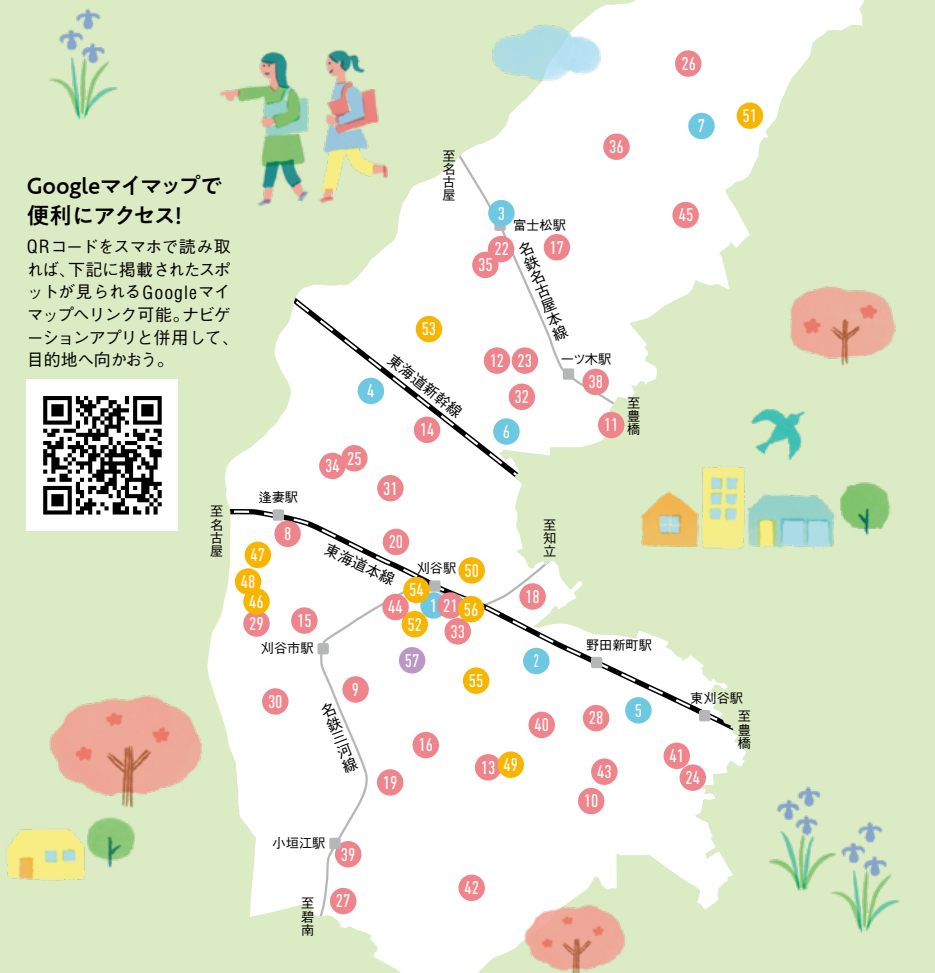 Googleマイマップで
便利にアクセス!
QRコードをスマホで読み取
れば、下記に掲載されたスポ
ットが見られるGoogleマイ
マップへリンク可能。ナビゲ
ーションアプリと併用して、
目的地へ向かおう。
26
51
7
36
至名古屋
45
3
富士松駅
22
17
35
名鉄名古屋本線
53
12
23
一ツ木駅
38
東海道新幹線
4
32
至豊橋
11
14
6
25
34
31
逢妻駅
至名古屋
8
至知立
20
47
東海道本線
刈谷駅
50
48
54
46
44
1
21
56
18
29
15
52
33
刈谷市駅
野田新町駅
57
2
55
9
東刈谷駅
30
5
至豊橋
名鉄三河線
40
28
16
41
13
49
43
24
19
10
小垣江駅
39
42
27
至碧南